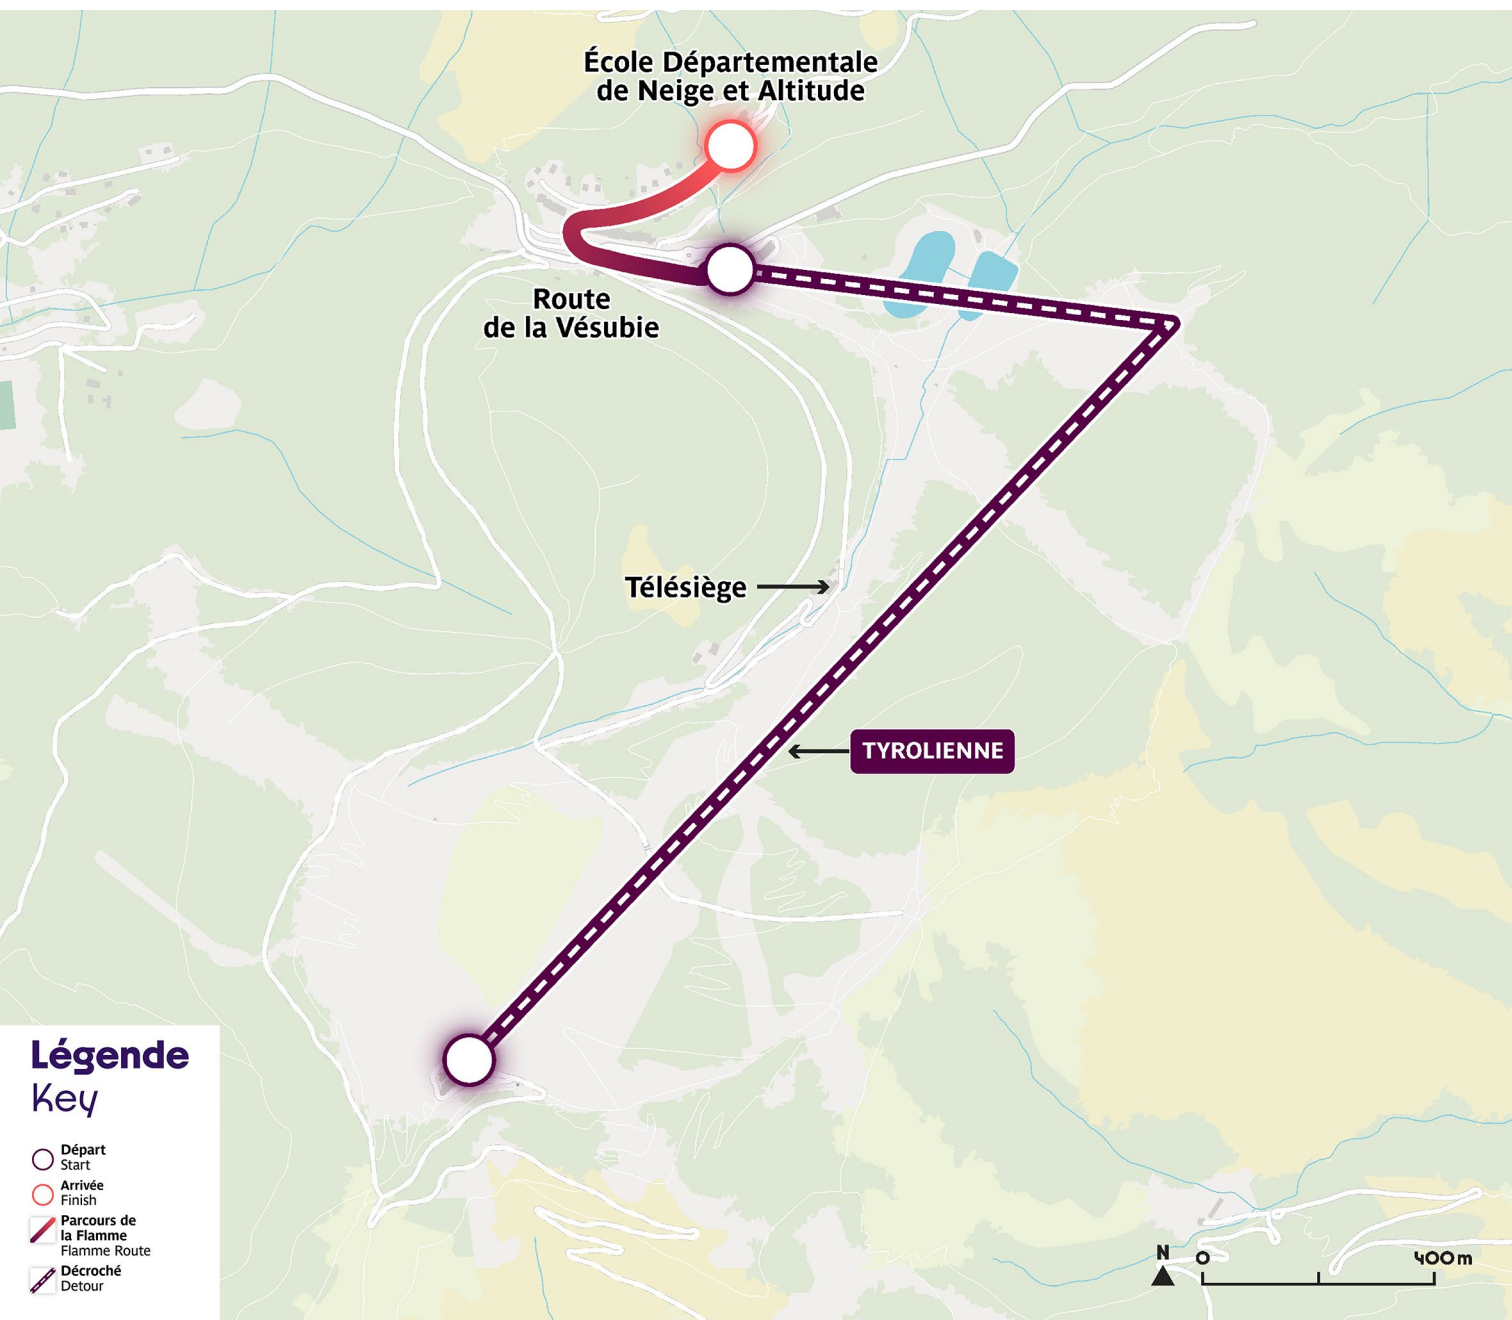 École Départementale
de Neige et Altitude
Route
de la Vésubie
Télésiège
TYROLIENNE
Légende
Key
Départ
Start
Arrivée
Finish
Parcours de
la Flamme
Flamme Route
Décroché
Detour
N
0
400 m